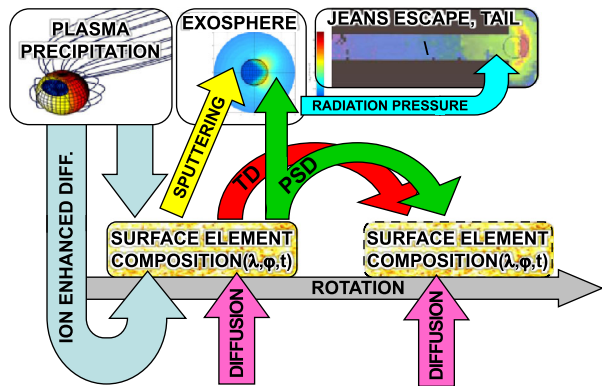 PLASMA
PRECIPITATION
EXOSPHERE
JEANS ESCAPE, TAIL
RADIATION PRESSURE
SPUTTERING
TD
PSD
ION ENHANCED DIFF.
SURFACE ELEMENT
COMPOSITION(λ,φ,t)
SURFACE ELEMENT
COMPOSITION(λ,φ,t)
ROTATION
DIFFUSION
DIFFUSION